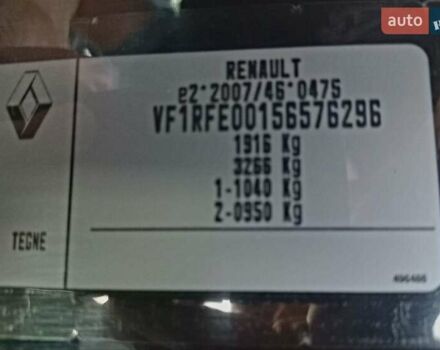 auto
RENAULT
e2*2007/46*0475
VF1RFE00156576296
1916 Kg
3266 Kg
1-1040 Kg
2-0950 Kg
TEGNE